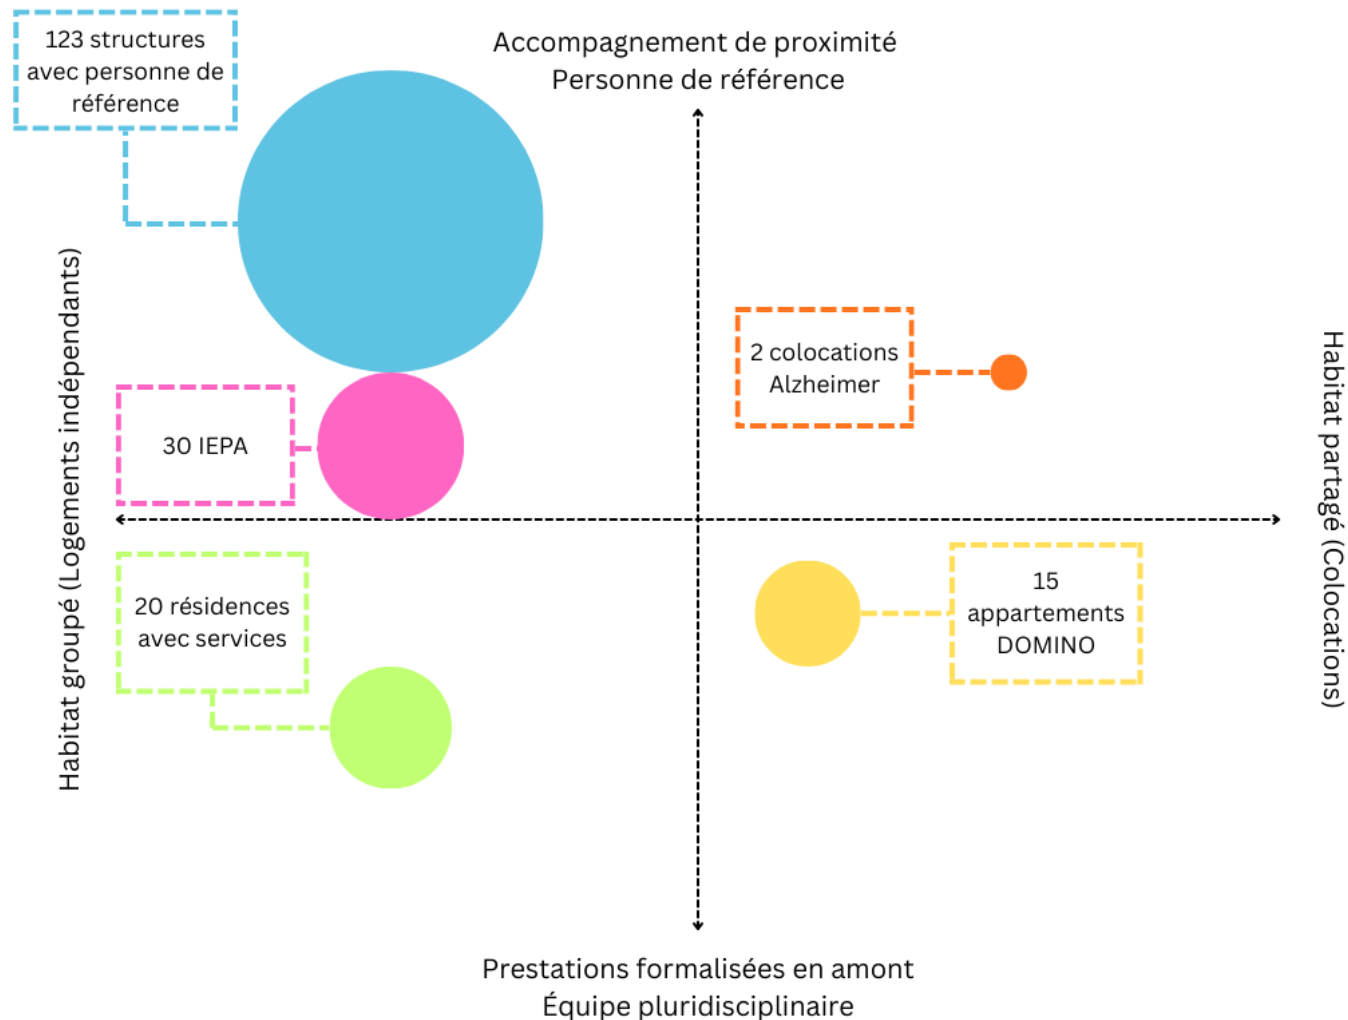 123 structures
avec personne de
référence
Accompagnement de proximité
Personne de référence
Habitat groupé (Logements indépendants)
2 colocations
Alzheimer
Habitat partagé (Colocations)
30 IEPA
20 résidences
avec services
15
appartements
DOMINO
Prestations formalisées en amont
Équipe pluridisciplinaire